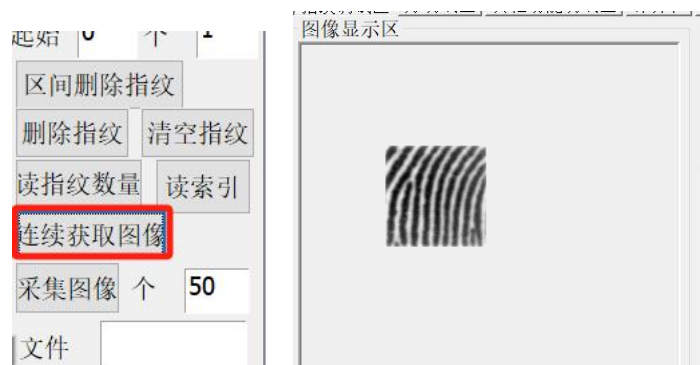 起始 0 个 1
区间删除指纹
删除指纹 清空指纹
读指纹数量 读索引
连续获取图像
采集图像 个 50
文件
图像显示区